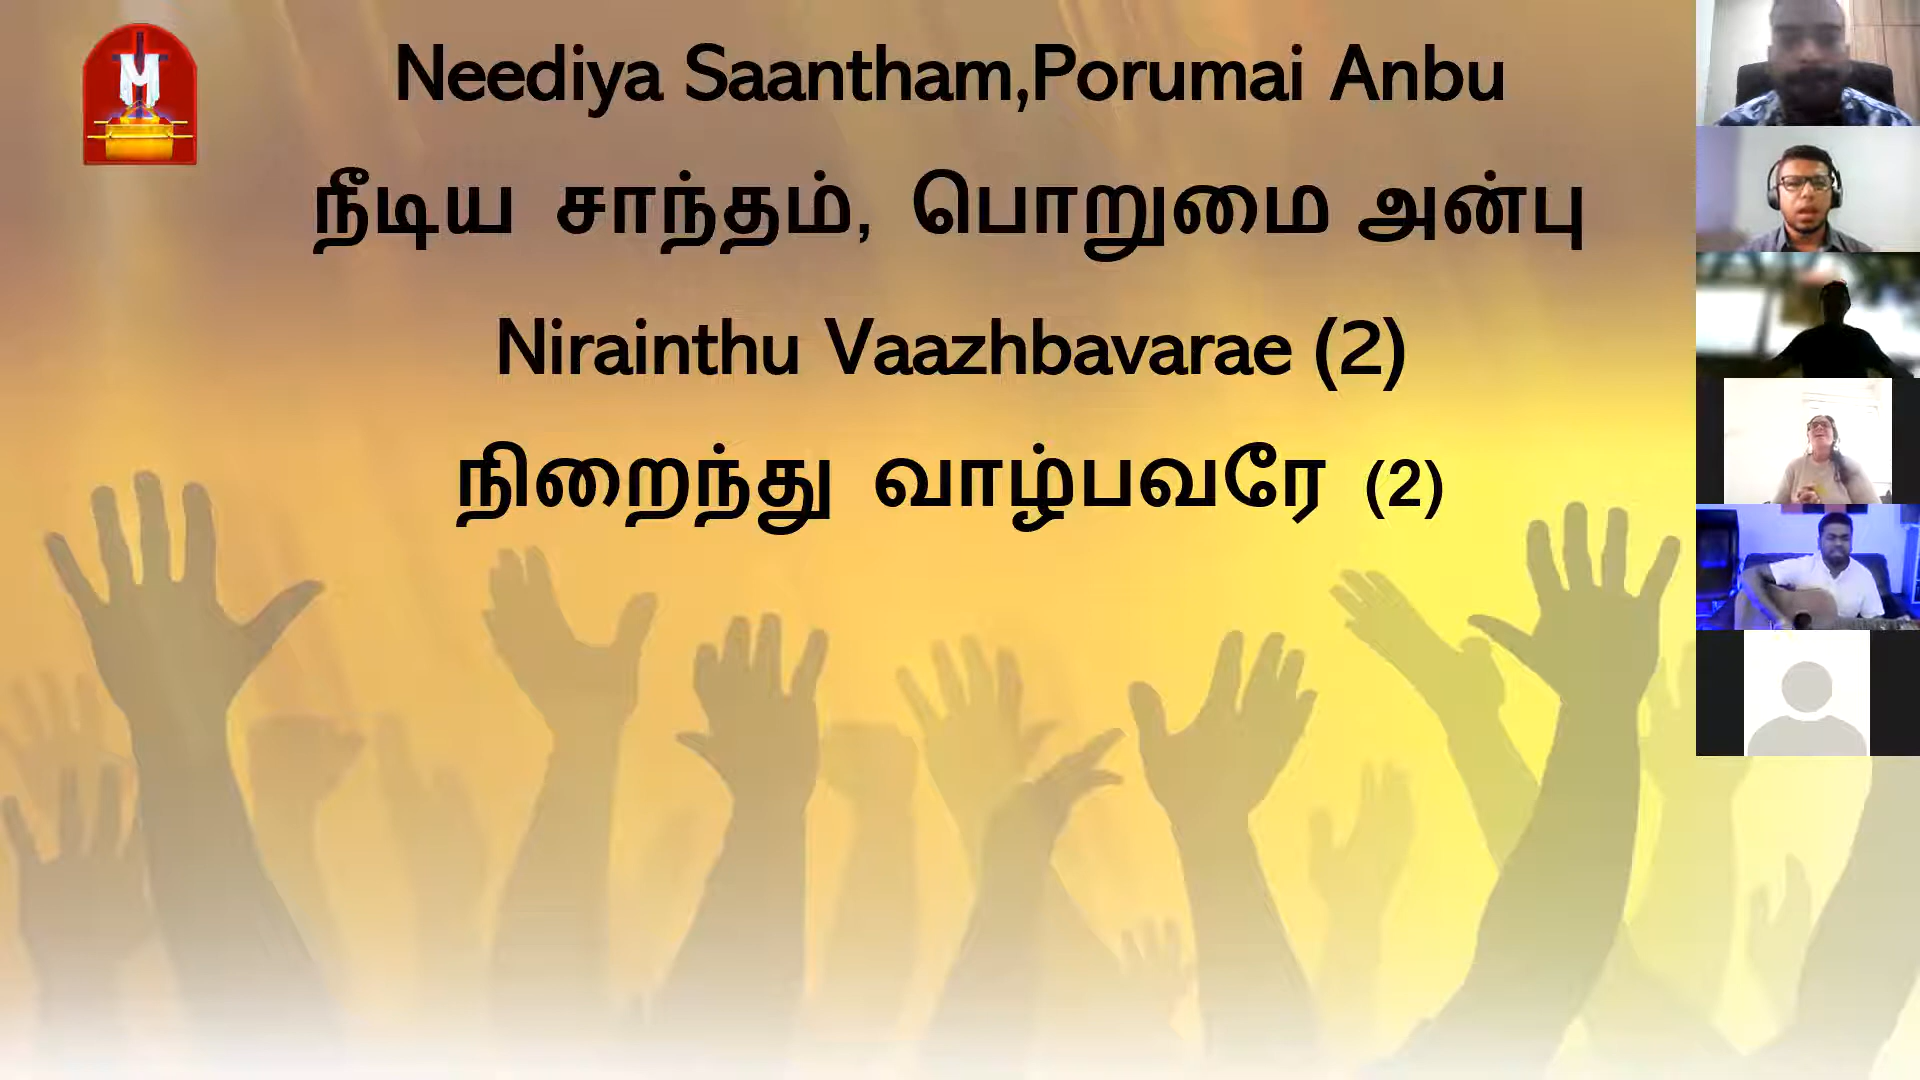 Neediya Saantham,Porumai Anbu
நீடிய சாந்தம், பொறுமை அன்பு
Nirainthu Vaazhbavarae (2)
நிறைந்து வாழ்பவரே (2)
M